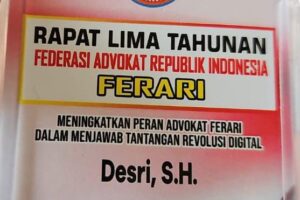 RAPAT LIMA TAHUNAN
FEDERASI ADVOKAT REPUBLIK INDONESIA
FERARI
MENINGKATKAN PERAN ADVOKAT FERARI
DALAM MENJAWAB TANTANGAN REVOLUSI DIGITAL
Desri, S.H.